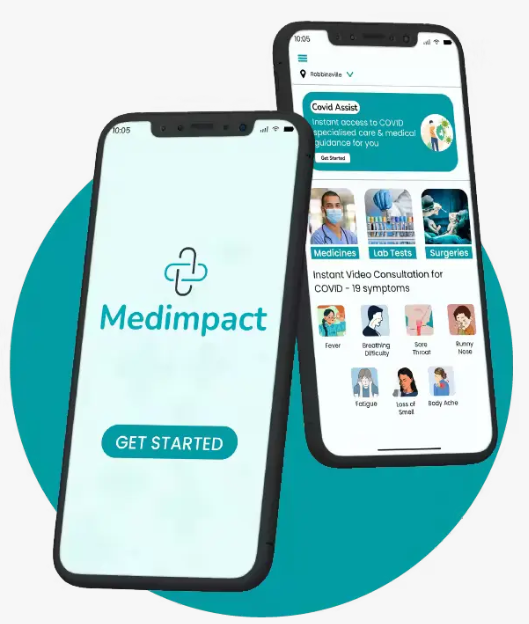 10:05
Medimpact
GET STARTED
10:05
Robbinsville
Covid Assist
Instant access to COVID
specialised care & medical
guidance for you
Get Started
Medicines
Lab Tests
Surgeries
Instant Video Consultation for
COVID - 19 symptoms
Fever
Breathing
Difficulty
Sore
Throat
Runny
Nose
Fatigue
Loss of
Smell
Body Ache